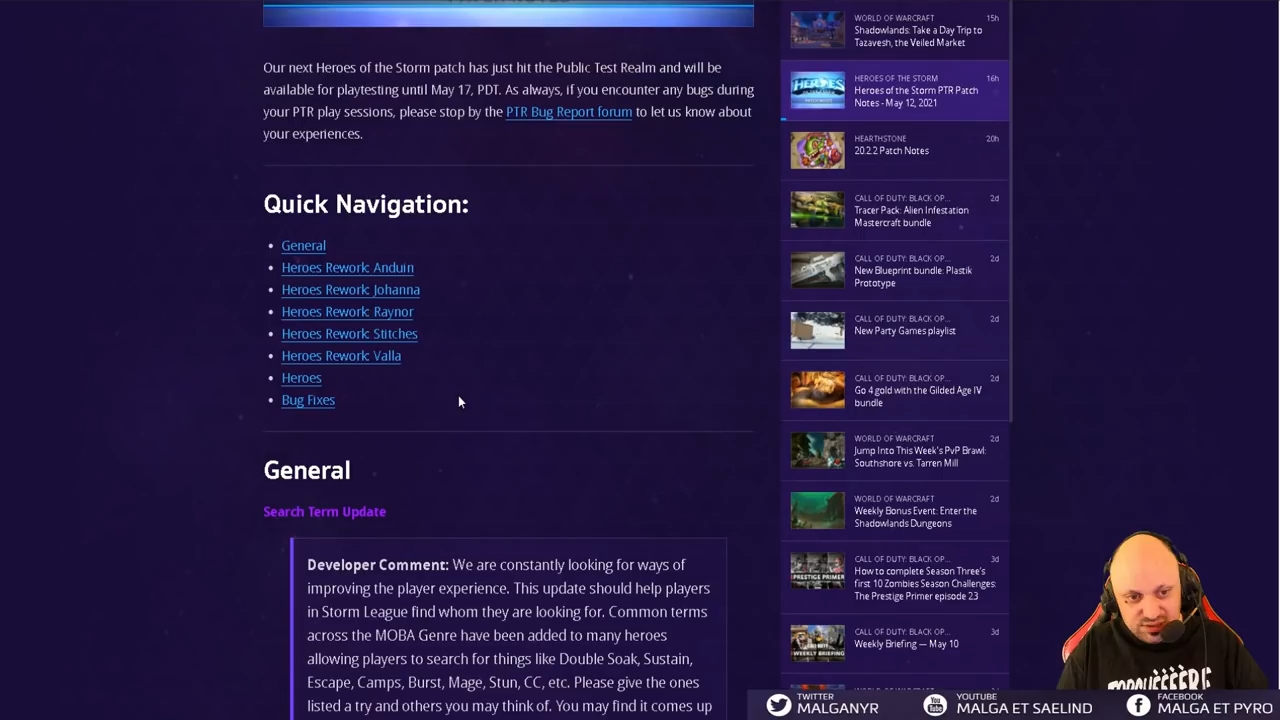 Our next Heroes of the Storm patch has just hit the Public Test Realm and will be
available for playtesting until May 17, PDT. As always, if you encounter any bugs during
your PTR play sessions, please stop by the PTR Bug Report forum to let us know about
your experiences.
Quick Navigation:
General
Heroes Rework: Anduin
Heroes Rework: Johanna
Heroes Rework: Raynor
Heroes Rework: Stitches
Heroes Rework: Valla
Heroes
Bug Fixes
General
Search Term Update
Developer Comment: We are constantly looking for ways of
improving the player experience. This update should help players
in Storm League find whom they are looking for. Common terms
across the MOBA Genre have been added to many heroes
allowing players to search for things like Double Soak, Sustain,
Escape, Camps, Burst, Mage, Stun, CC, etc. Please give the ones
listed a try and others you may think of. You may find it comes up
WORLD OF WARCRAFT 15h
Shadowlands: Take a Day Trip to
Tazavesh, the Veiled Market
HEROES OF THE STORM 16h
Heroes of the Storm PTR Patch
Notes - May 12, 2021
HEARTHSTONE 20h
20.2.2 Patch Notes
CALL OF DUTY: BLACK OP... 2d
Tracer Pack: Alien Infestation
Mastercraft bundle
CALL OF DUTY: BLACK OP... 2d
New Blueprint bundle: Plastik
Prototype
CALL OF DUTY: BLACK OP... 2d
New Party Games playlist
CALL OF DUTY: BLACK OP... 2d
Go 4 gold with the Gilded Age IV
bundle
WORLD OF WARCRAFT 2d
Jump Into This Week's PvP Brawl:
Southshore vs. Tarren Mill
WORLD OF WARCRAFT 2d
Weekly Bonus Event: Enter the
Shadowlands Dungeons
CALL OF DUTY: BLACK OP... 3d
How to complete Season Three's
first 10 Zombies Season Challenges:
The Prestige Primer episode 23
PRESTIGE PRIMER
CALL OF DUTY: BLACK OP... 3d
Weekly Briefing — May 10
WEEKLY BRIEFING
TWITTER
MALGANYR
YOUTUBE
MALGA ET SAELIND
FACEBOOK
MALGA ET PYRO